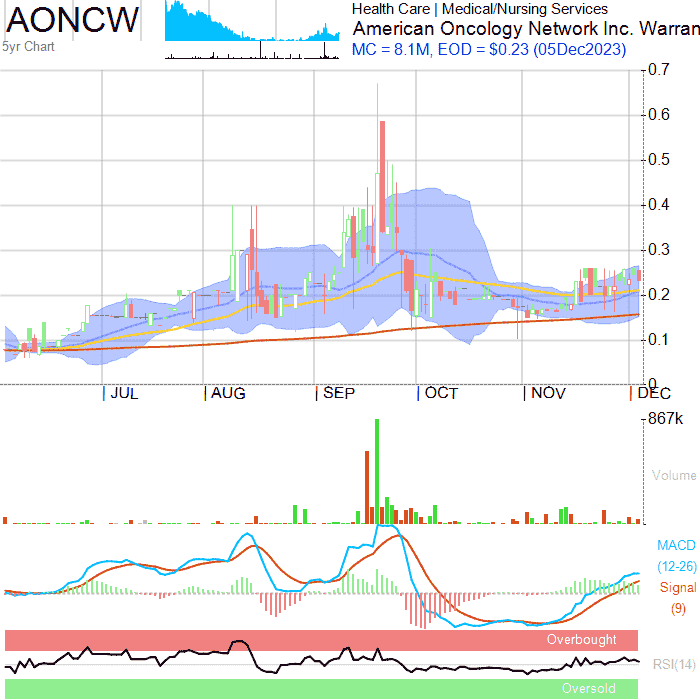 AONCW
5yr Chart
Health Care | Medical/Nursing Services
American Oncology Network Inc. Warran
MC = 8.1M, EOD = $0.23 (05Dec2023)
0.7
0.6
0.5
0.4
0.3
0.2
0.1
0
JUL AUG SEP OCT NOV DEC
867k
Volume
MACD
(12-26)
Signal
(9)
Overbought
RSI(14)
Oversold